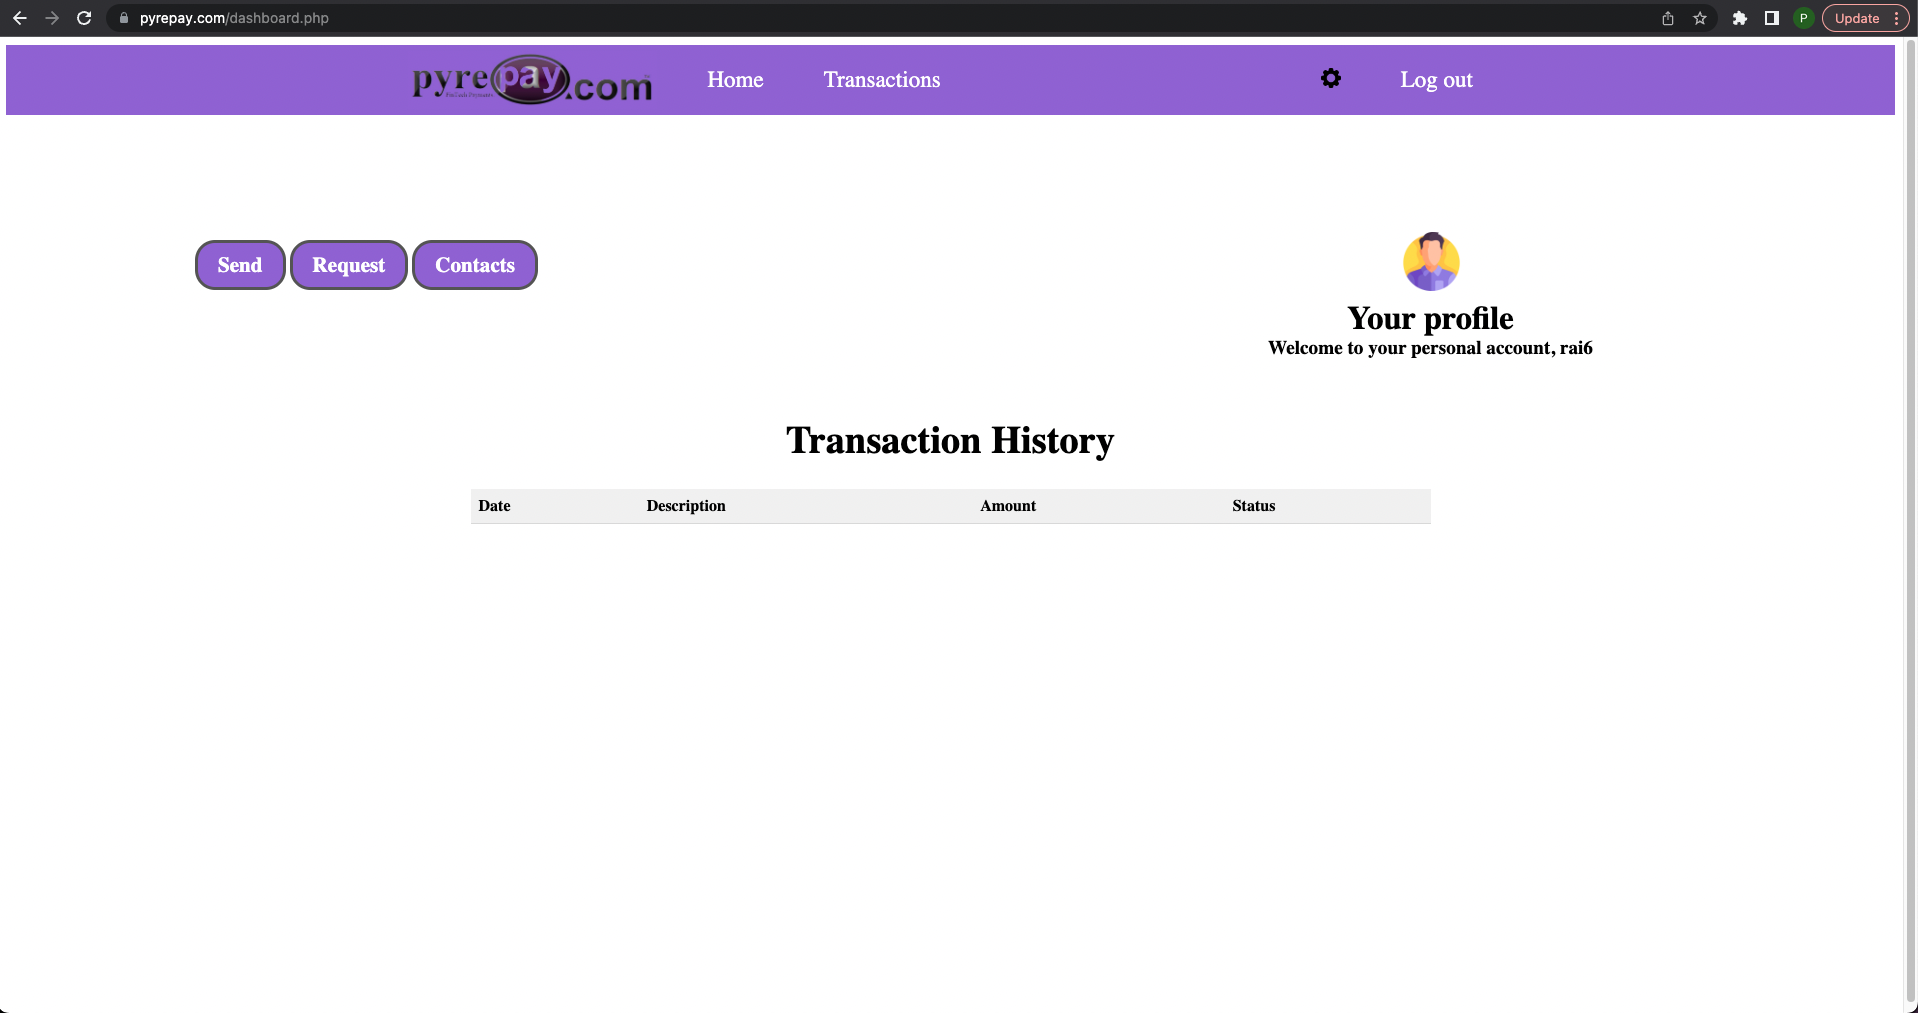 pyrepay.com/dashboard.php
P
Update
pyrepay.com
Home
Transactions
Log out
Send
Request
Contacts
Your profile
Welcome to your personal account, rai6
Transaction History
Date Description Amount Status